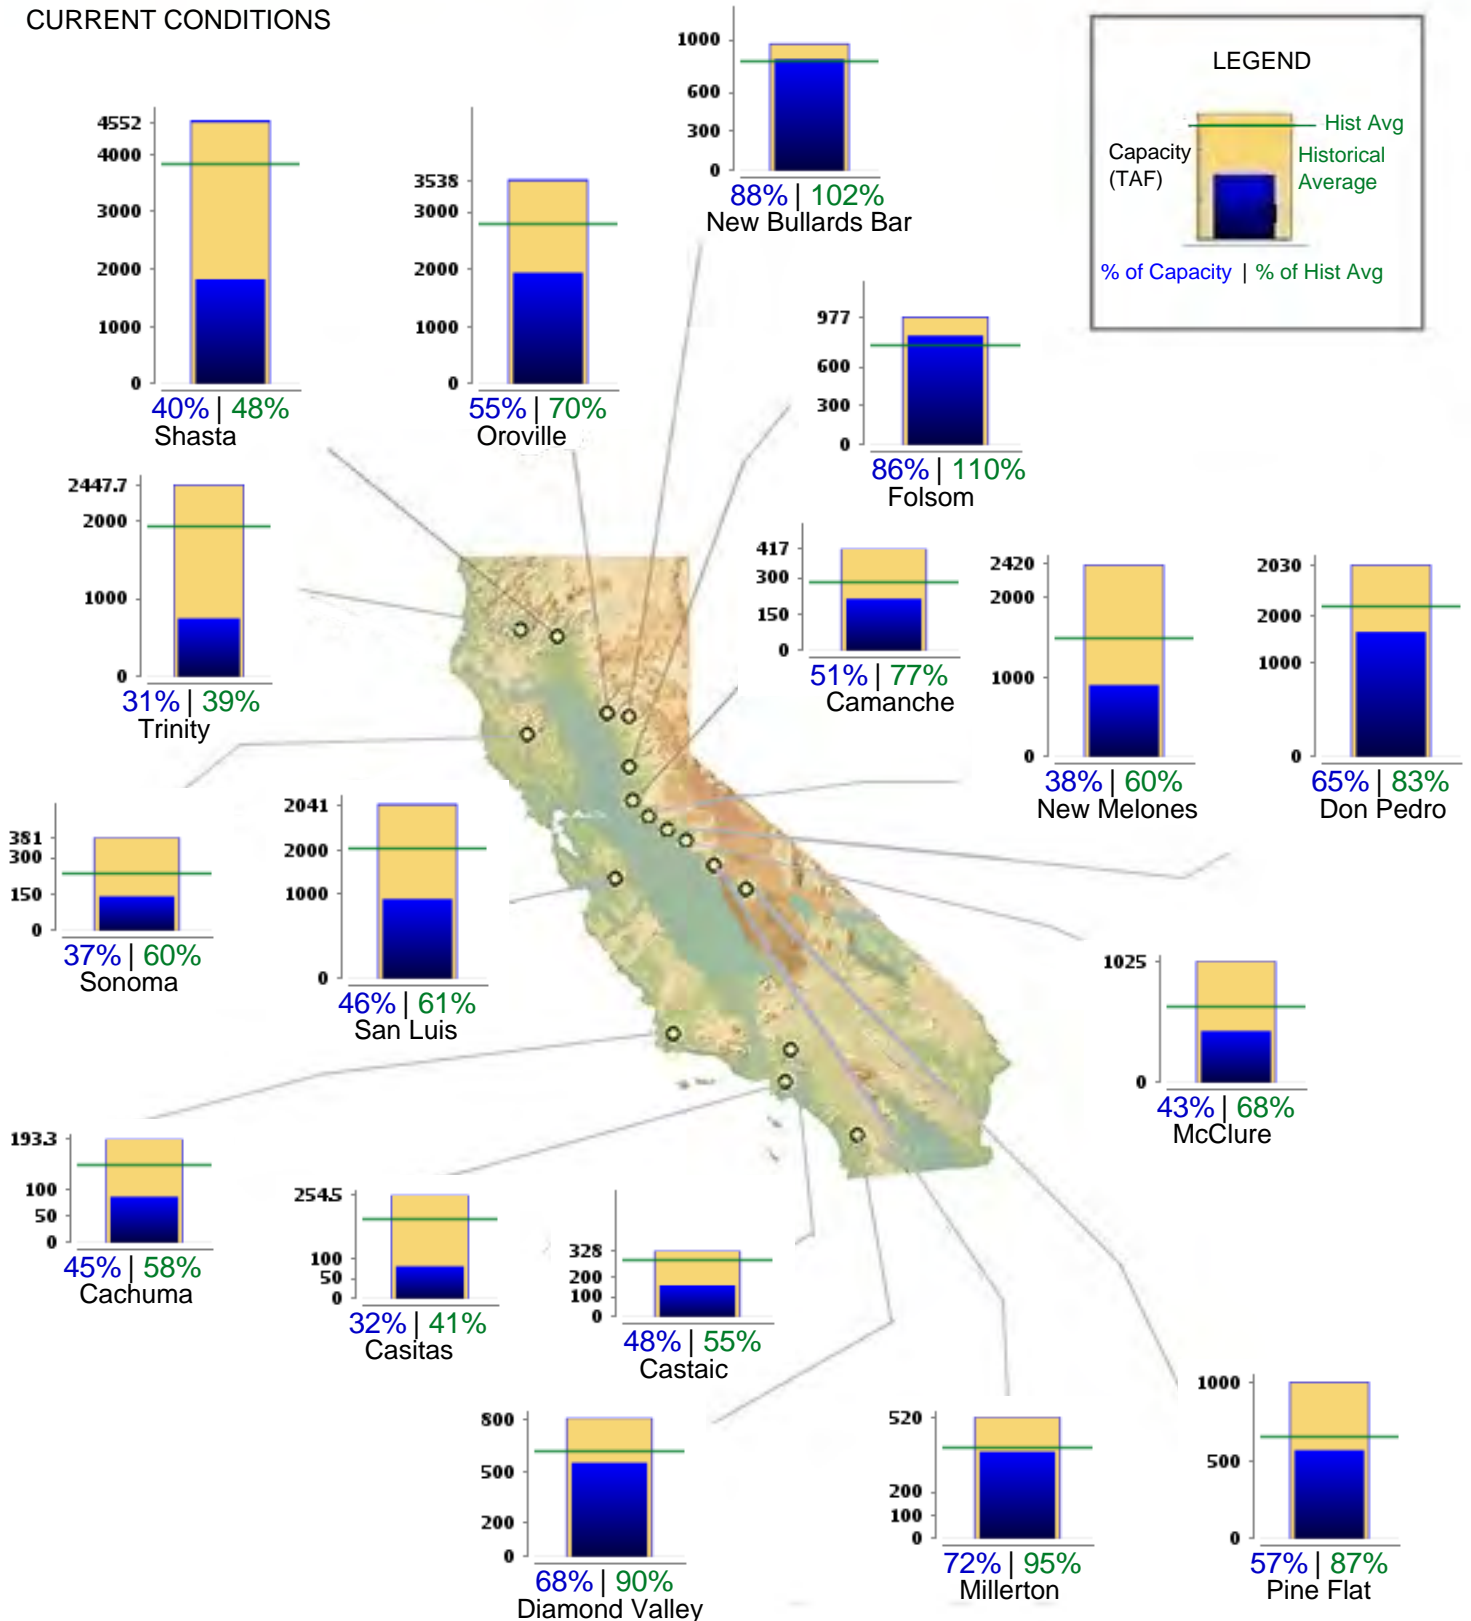 CURRENT CONDITIONS
LEGEND
Capacity
(TAF)
Hist Avg
Historical
Average
% of Capacity | % of Hist Avg
1000
600
300
0
88% | 102%
New Bullards Bar
4552
4000
3000
2000
1000
0
40% | 48%
Shasta
3538
3000
2000
1000
0
55% | 70%
Oroville
977
600
300
0
86% | 110%
Folsom
2447.7
2000
1000
0
31% | 39%
Trinity
417
300
150
0
51% | 77%
Camanche
2420
2000
1000
0
38% | 60%
New Melones
2030
2000
1000
0
65% | 83%
Don Pedro
381
300
150
0
37% | 60%
Sonoma
2041
2000
1000
0
46% | 61%
San Luis
1025
0
43% | 68%
McClure
193.3
100
50
0
45% | 58%
Cachuma
254.5
100
50
0
32% | 41%
Casitas
328
200
100
0
48% | 55%
Castaic
800
500
200
0
68% | 90%
Diamond Valley
520
200
100
0
72% | 95%
Millerton
1000
500
0
57% | 87%
Pine Flat